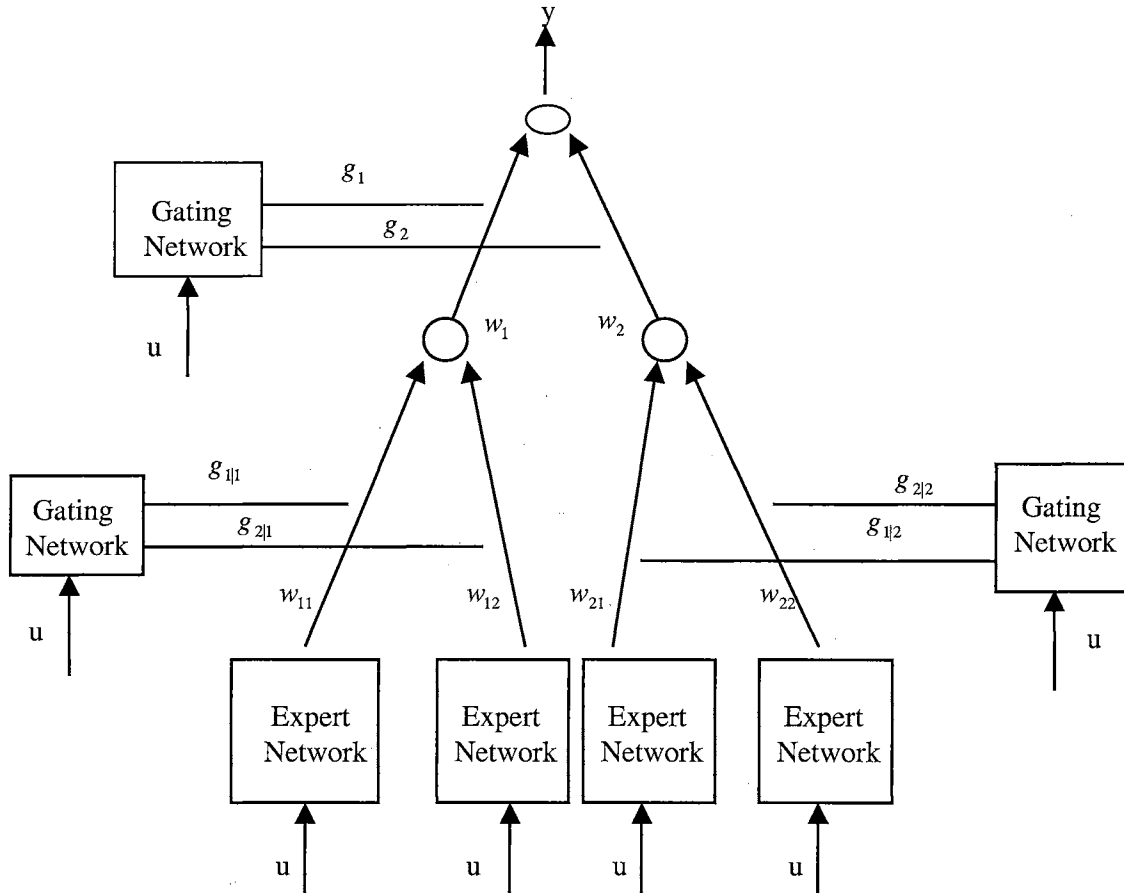 y
g₁
Gating
Network
g₂
u
w₁
w₂
g₁|₁
Gating
Network
g₂|₁
g₂|₂
Gating
Network
g₁|₂
w₁₁
w₁₂
w₂₁
w₂₂
u
u
Expert
Network
Expert
Network
Expert
Network
Expert
Network
u
u
u
u